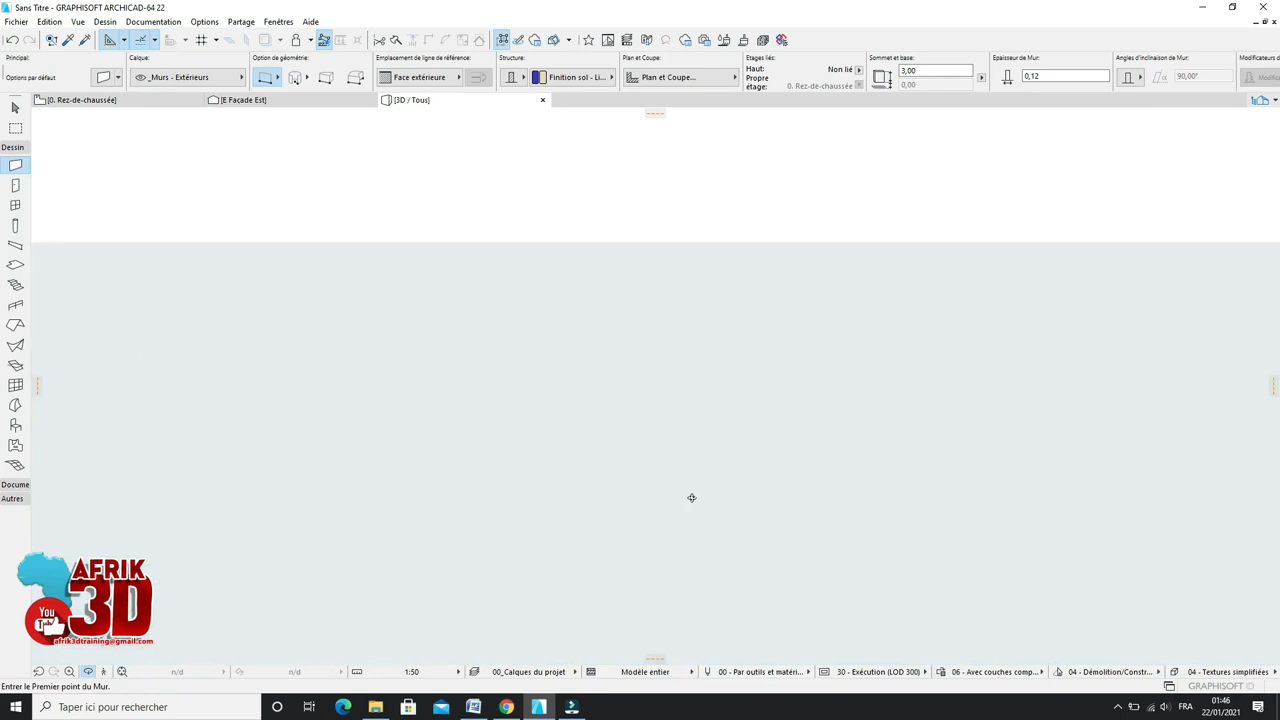 Sans Titre - GRAPHISOFT ARCHICAD-64 22
Fichier Edition Vue Dessin Documentation Options Partage Fenêtres Aide
Principal: Calque: Option de géométrie: Emplacement de ligne de référence: Structure: Plan et Coupe: Etages liés: Sommet et base: Epaisseur de Mur: Angles d'inclinaison de Mur: Modificateurs d
Options par défaut _Murs - Extérieurs Face extérieure Finition sol - Li... Plan et Coupe... Haut: Non lié 3,00 0,12 90,00° Modifi
Propre étage: 0. Rez-de-chaussée 0,00
[0. Rez-de-chaussée] [E Façade Est] [3D / Tous]
Dessin
Docume
Autres
AFRIK
3D
You
afrik3dtraining@gmail.com
n/d n/d 1:50 00_Calques du projet Modèle entier 00 - Par outils et matéri... 30 - Exécution (LOD 300) 06 - Avec couches comp... 04 - Démolition/Constr... 04 - Textures simplifiées
Entrer le Premier point du Mur. GRAPHISOFT
Taper ici pour rechercher FRA 01:46
22/01/2021